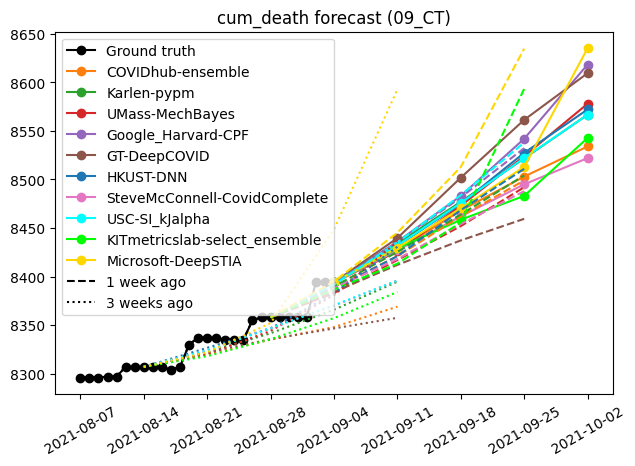 cum_death forecast (09_CT)
8650
8600
8550
8500
8450
8400
8350
8300
Ground truth
COVIDhub-ensemble
Karlen-pypm
UMass-MechBayes
Google_Harvard-CPF
GT-DeepCOVID
HKUST-DNN
SteveMcConnell-CovidComplete
USC-SI_kJalpha
KITmetricslab-select_ensemble
Microsoft-DeepSTIA
1 week ago
3 weeks ago
2021-08-07
2021-08-14
2021-08-21
2021-08-28
2021-09-04
2021-09-11
2021-09-18
2021-09-25
2021-10-02